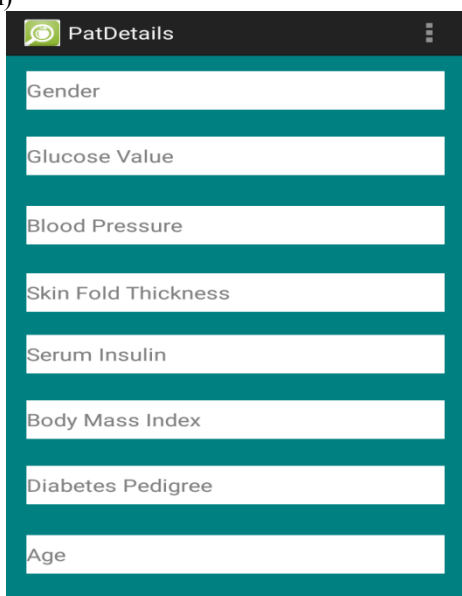 PatDetails
Gender
Glucose Value
Blood Pressure
Skin Fold Thickness
Serum Insulin
Body Mass Index
Diabetes Pedigree
Age